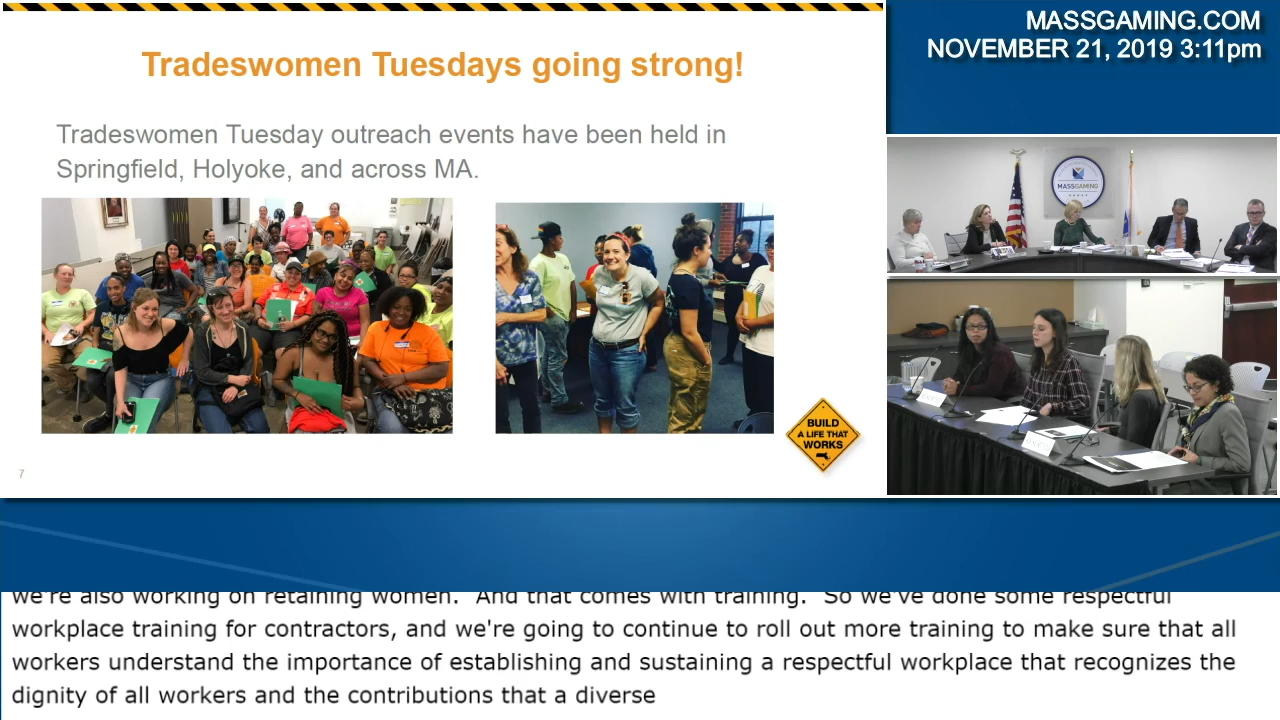 Tradeswomen Tuesdays going strong!
Tradeswomen Tuesday outreach events have been held in
Springfield, Holyoke, and across MA.
BUILD
A LIFE THAT
WORKS
7
MASSGAMING.COM
NOVEMBER 21, 2019 3:11pm
MASSGAMING
we're also working on retaining women. And that comes with training. So we've done some respectful
workplace training for contractors, and we're going to continue to roll out more training to make sure that all
workers understand the importance of establishing and sustaining a respectful workplace that recognizes the
dignity of all workers and the contributions that a diverse